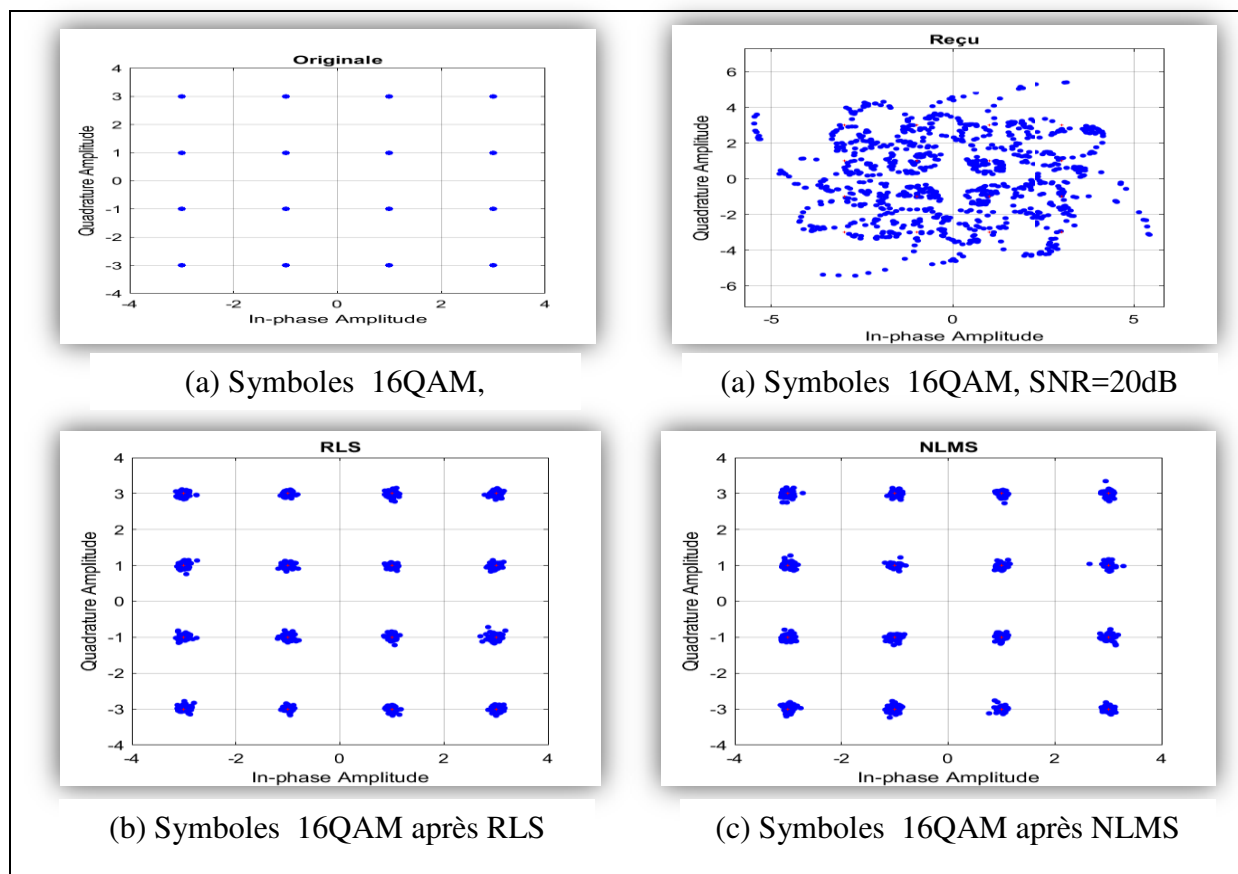 Originale
4
3
2
1
0
-1
-2
-3
-4
Quadrature Amplitude
-4 -2 0 2 4
In-phase Amplitude
(a) Symboles 16QAM,
Reçu
6
4
2
0
-2
-4
-6
Quadrature Amplitude
-5 0 5
In-phase Amplitude
(a) Symboles 16QAM, SNR=20dB
RLS
4
3
2
1
0
-1
-2
-3
-4
Quadrature Amplitude
-4 -2 0 2 4
In-phase Amplitude
(b) Symboles 16QAM après RLS
NLMS
4
3
2
1
0
-1
-2
-3
-4
Quadrature Amplitude
-4 -2 0 2 4
In-phase Amplitude
(c) Symboles 16QAM après NLMS